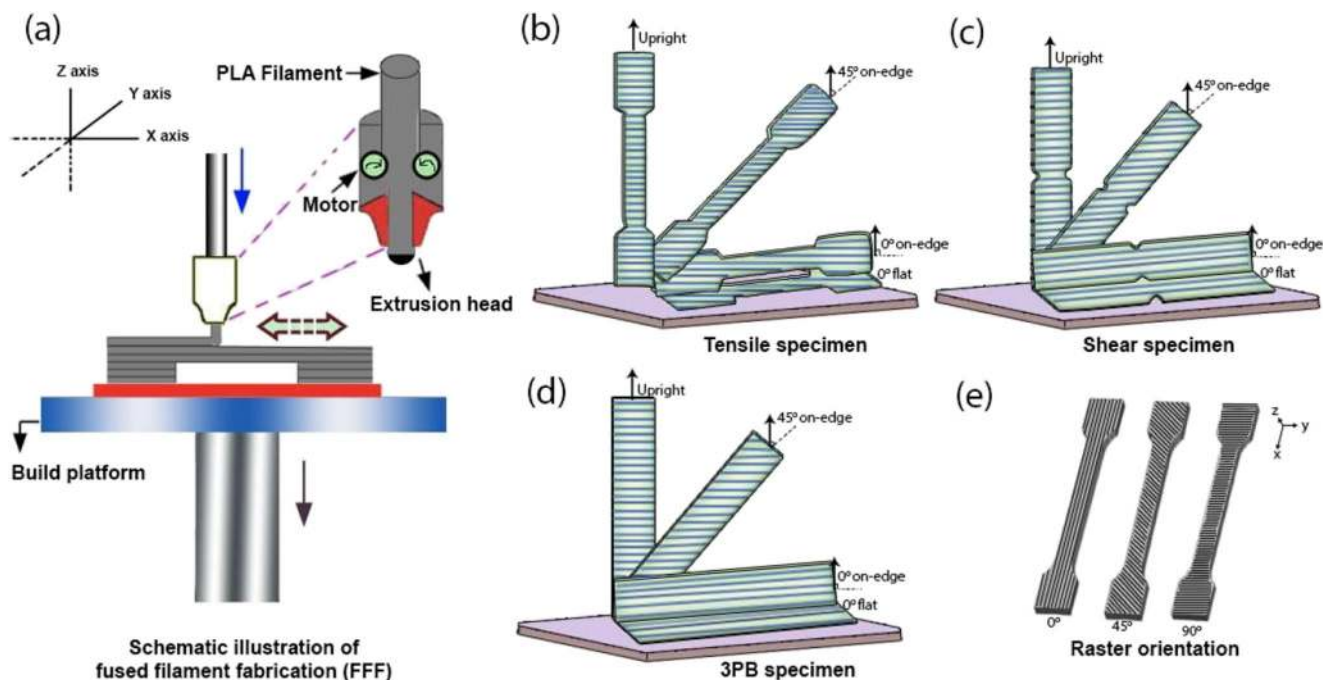 (a)
Z axis
Y axis
X axis
PLA Filament
Motor
Extrusion head
Build platform
Schematic illustration of
fused filament fabrication (FFF)
(b)
Upright
45° on-edge
0° on-edge
0° flat
Tensile specimen
(c)
Upright
45° on-edge
0° on-edge
0° flat
Shear specimen
(d)
Upright
45° on-edge
0° on-edge
0° flat
3PB specimen
(e)
z
y
x
0°
45°
90°
Raster orientation